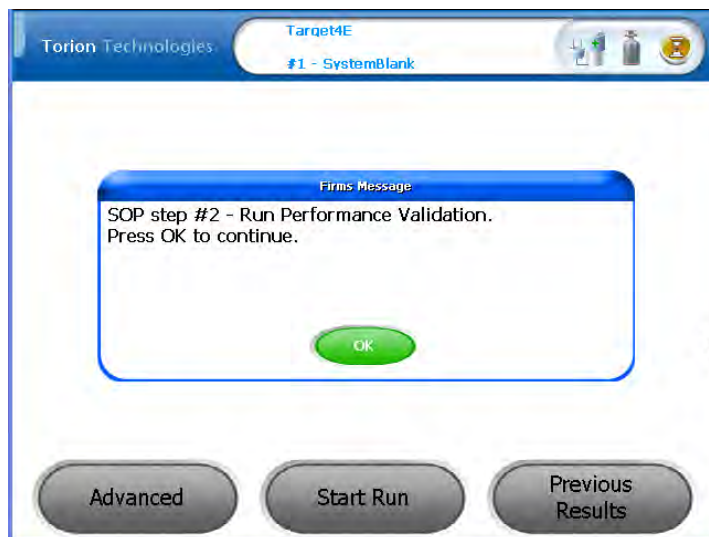 Torion Technologies
Target4E
#1 - SystemBlank
Firms Message
SOP step #2 - Run Performance Validation.
Press OK to continue.
OK
Advanced
Start Run
Previous
Results